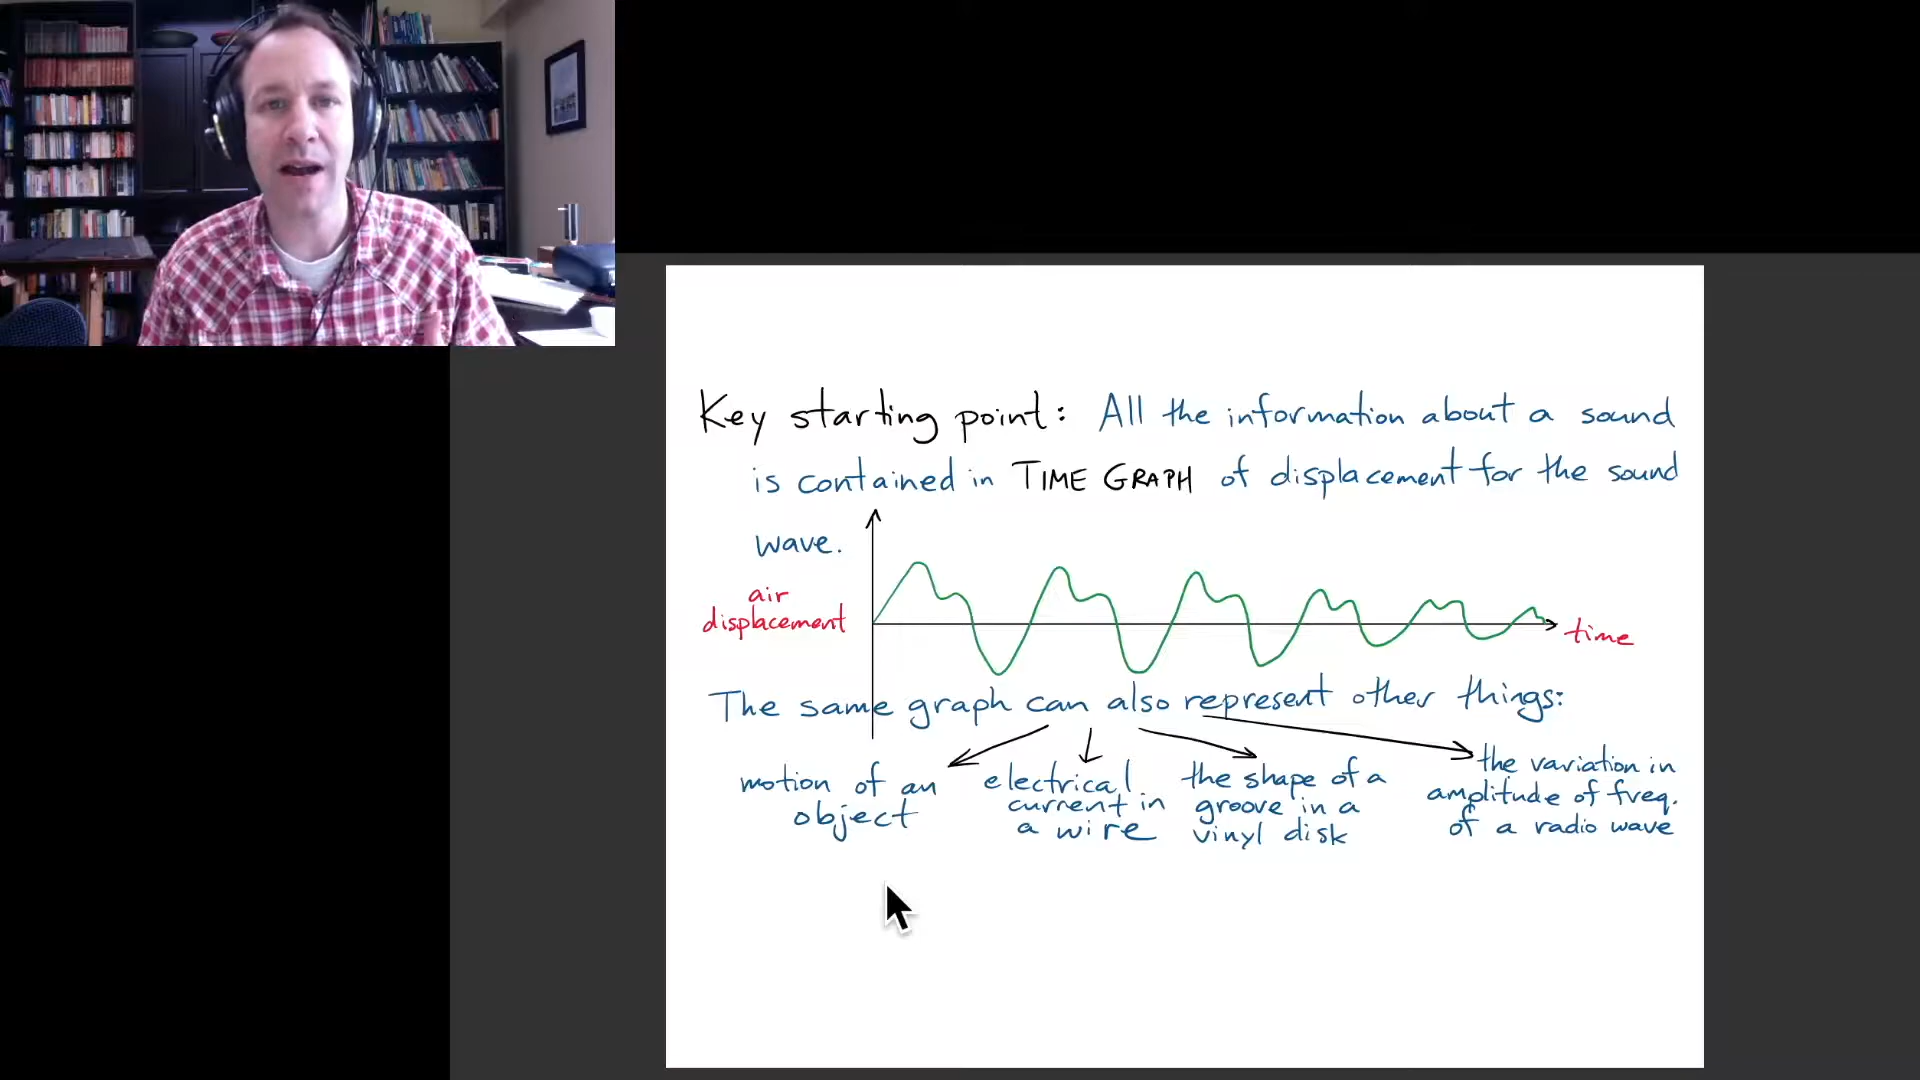 Key starting point: All the information about a sound
is contained in TIME GRAPH of displacement for the sound
wave.
air
displacement
time
The same graph can also represent other things:
motion of an
object
electrical
current in
a wire
the shape of a
groove in a
vinyl disk
the variation in
amplitude of freq.
of a radio wave